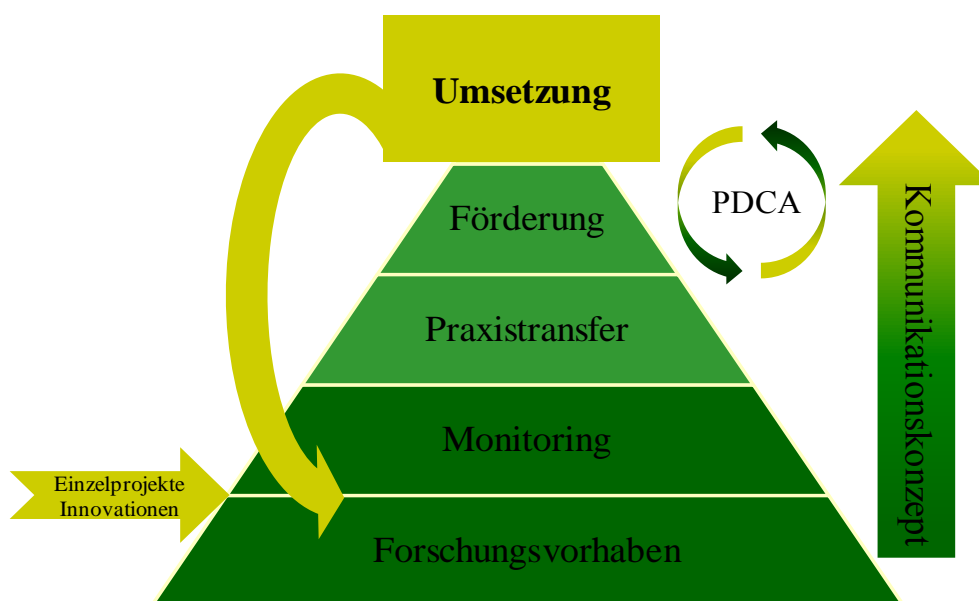 Umsetzung
Förderung
PDCA
Praxistransfer
Monitoring
Einzelprojekte
Innovationen
Forschungsvorhaben
Kommunikationskonzept